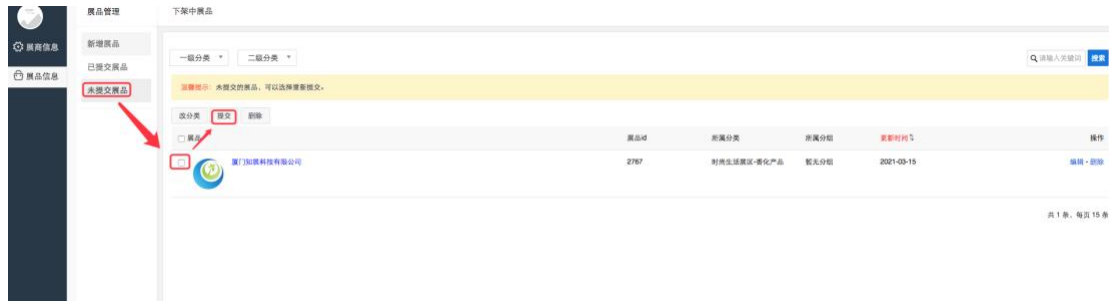 展品管理
下架中展品
展商信息
展品信息
新增展品
已提交展品
未提交展品
一级分类
二级分类
请输入关键词
搜索
温馨提示：未提交的展品，可以选择重新提交。
改分类 提交 删除
展品 展品id 所属分类 所属分组 更新时间 操作
厦门知展科技有限公司 2767 时尚生活展区-香化产品 暂无分组 2021-03-15 编辑 - 删除
共 1 条，每页 15 条